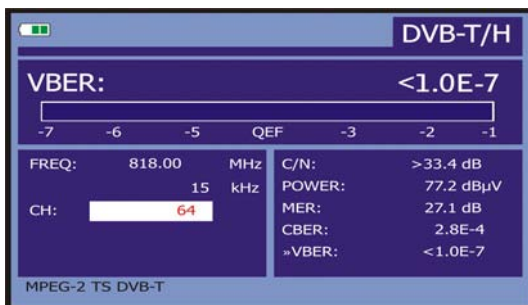 DVB-T/H
VBER: <1.0E-7
-7 -6 -5 QEF -3 -2 -1
FREQ: 818.00 MHz
15 kHz
CH: 64
C/N: >33.4 dB
POWER: 77.2 dBµV
MER: 27.1 dB
CBER: 2.8E-4
»VBER: <1.0E-7
MPEG-2 TS DVB-T